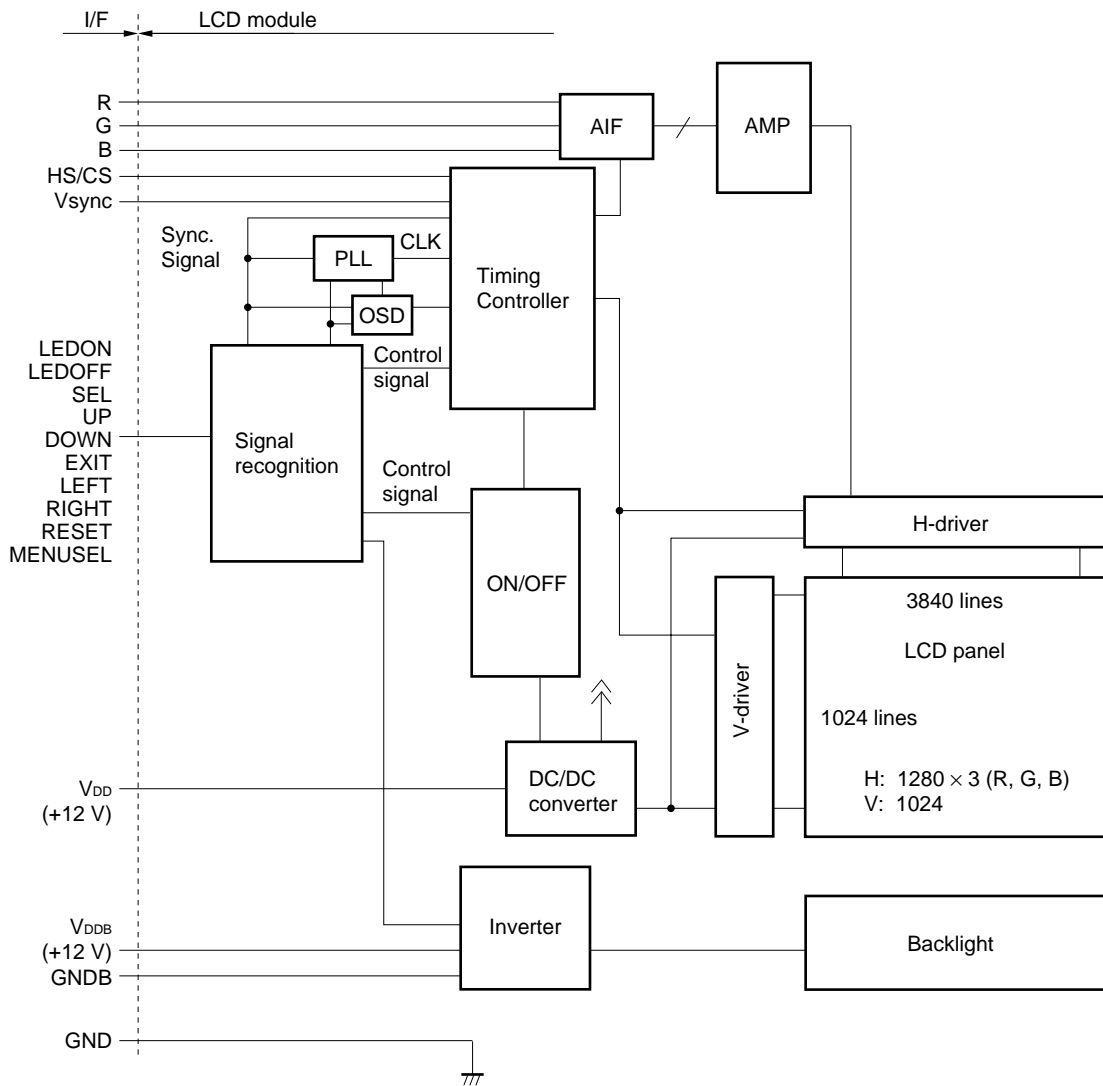 I/F
LCD module
R
G
B
HS/CS
Vsync
AIF
AMP
Sync.
Signal
PLL
CLK
OSD
Timing
Controller
LEDON
LEDOFF
SEL
UP
DOWN
EXIT
LEFT
RIGHT
RESET
MENUSEL
Signal
recognition
Control
signal
Control
signal
ON/OFF
H-driver
V-driver
3840 lines
LCD panel
1024 lines
H: 1280 × 3 (R, G, B)
V: 1024
VDD
(+12 V)
DC/DC
converter
VDDB
(+12 V)
GNDB
Inverter
Backlight
GND